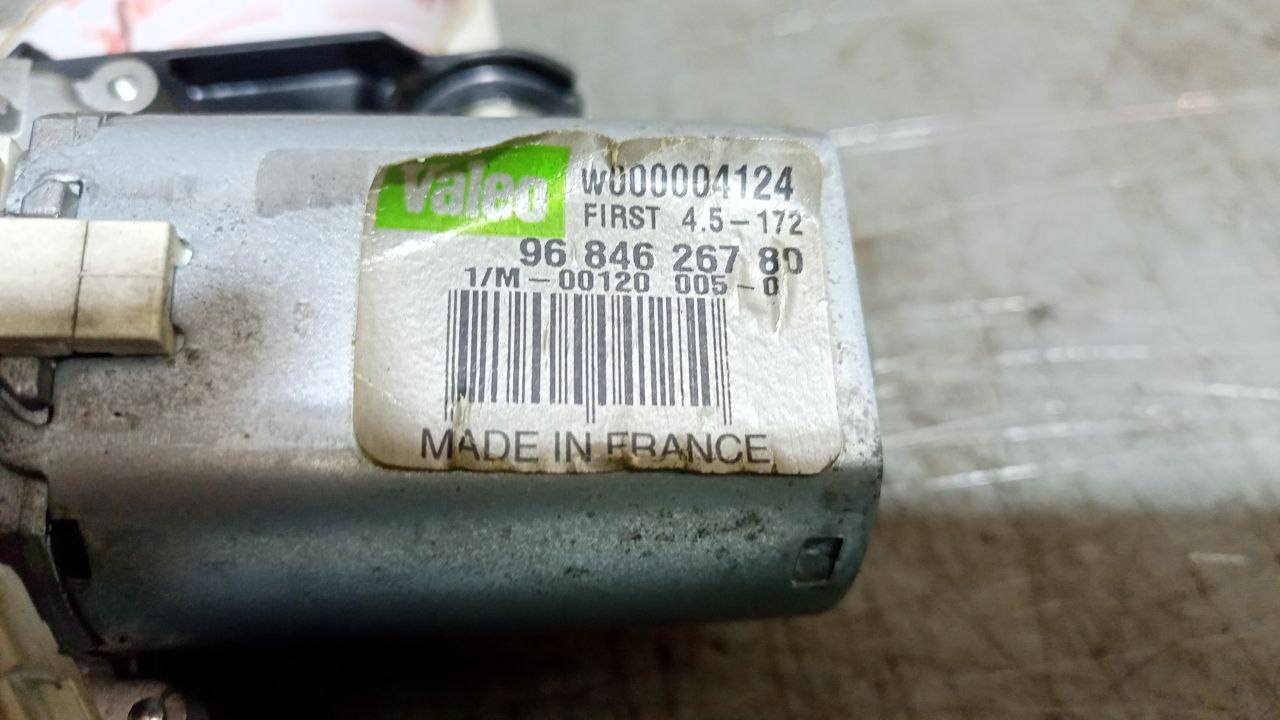 Valeo
W000004124
FIRST 4.5-172
96 846 267 80
1/M-00120 005-0
MADE IN FRANCE